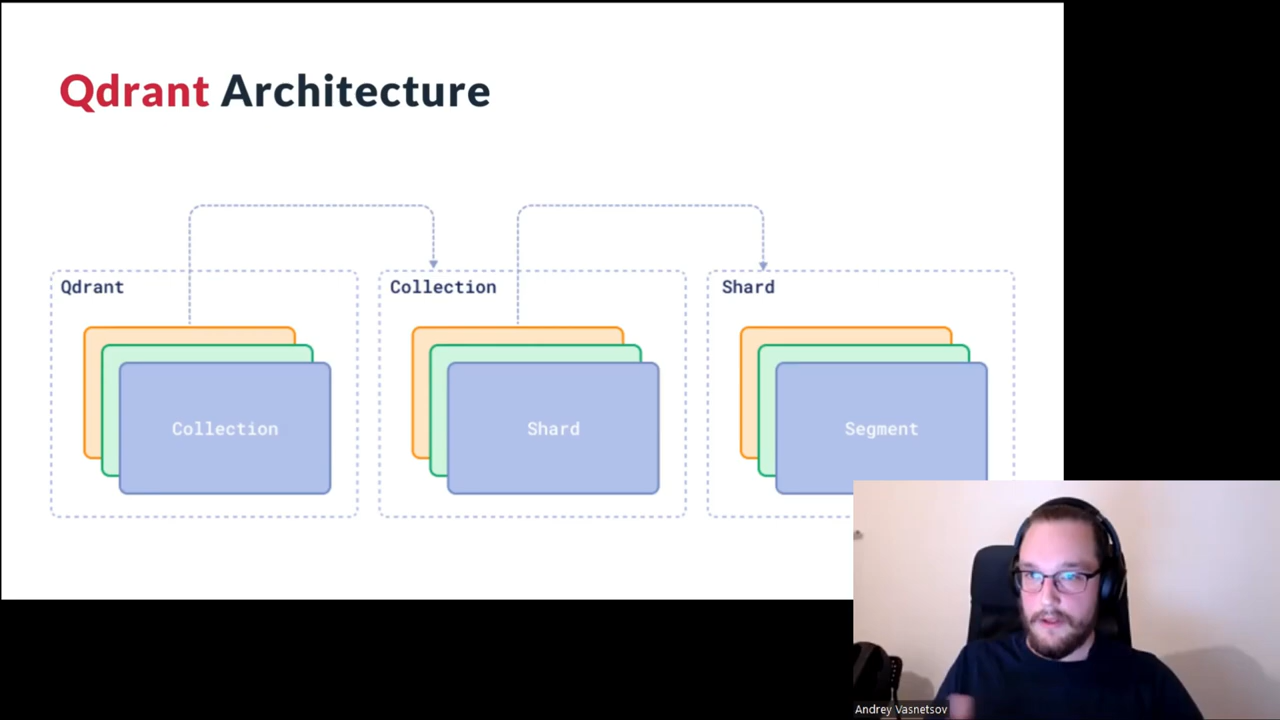 Qdrant Architecture
Qdrant
Collection
Shard
Collection
Shard
Segment
Andrey Vasnetsov